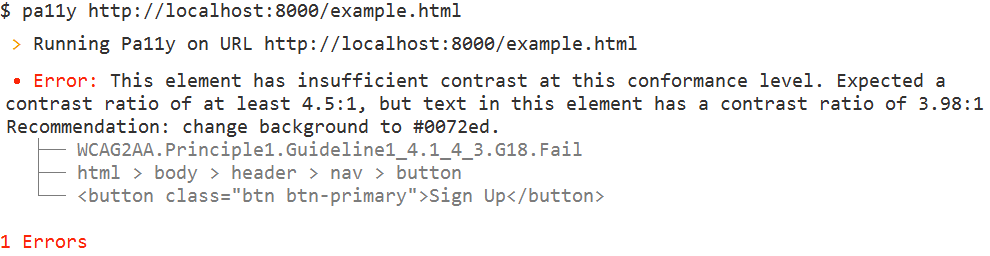 $ pa11y http://localhost:8000/example.html
> Running Pa11y on URL http://localhost:8000/example.html
• Error: This element has insufficient contrast at this conformance level. Expected a
contrast ratio of at least 4.5:1, but text in this element has a contrast ratio of 3.98:1
Recommendation: change background to #0072ed.
├── WCAG2AA.Principle1.Guideline1_4.1_4_3.G18.Fail
├── html > body > header > nav > button
└── <button class="btn btn-primary">Sign Up</button>
1 Errors